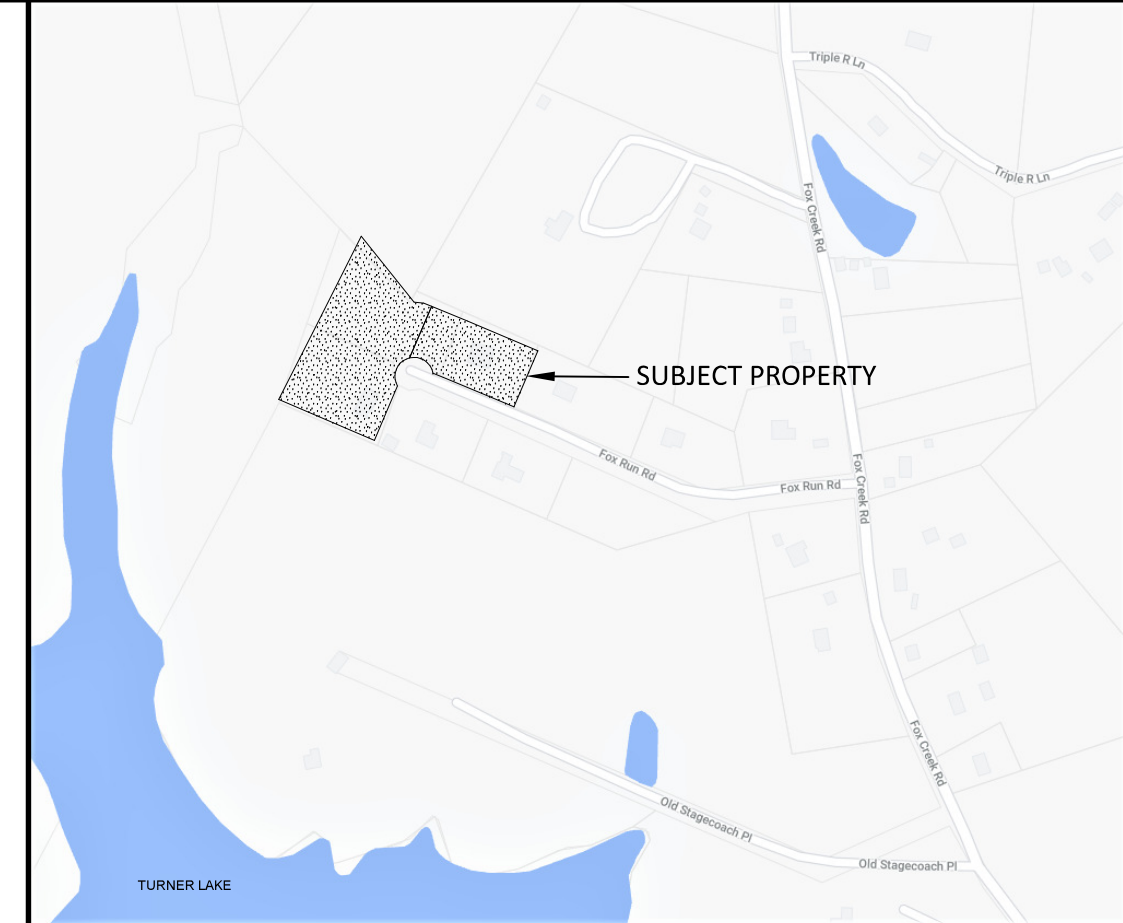 Triple R Ln
Triple R Ln
Fox Creek Rd
SUBJECT PROPERTY
Fox Run Rd
Fox Run Rd
Fox Creek Rd
Fox Creek Rd
Old Stagecoach Pl
Old Stagecoach Pl
TURNER LAKE